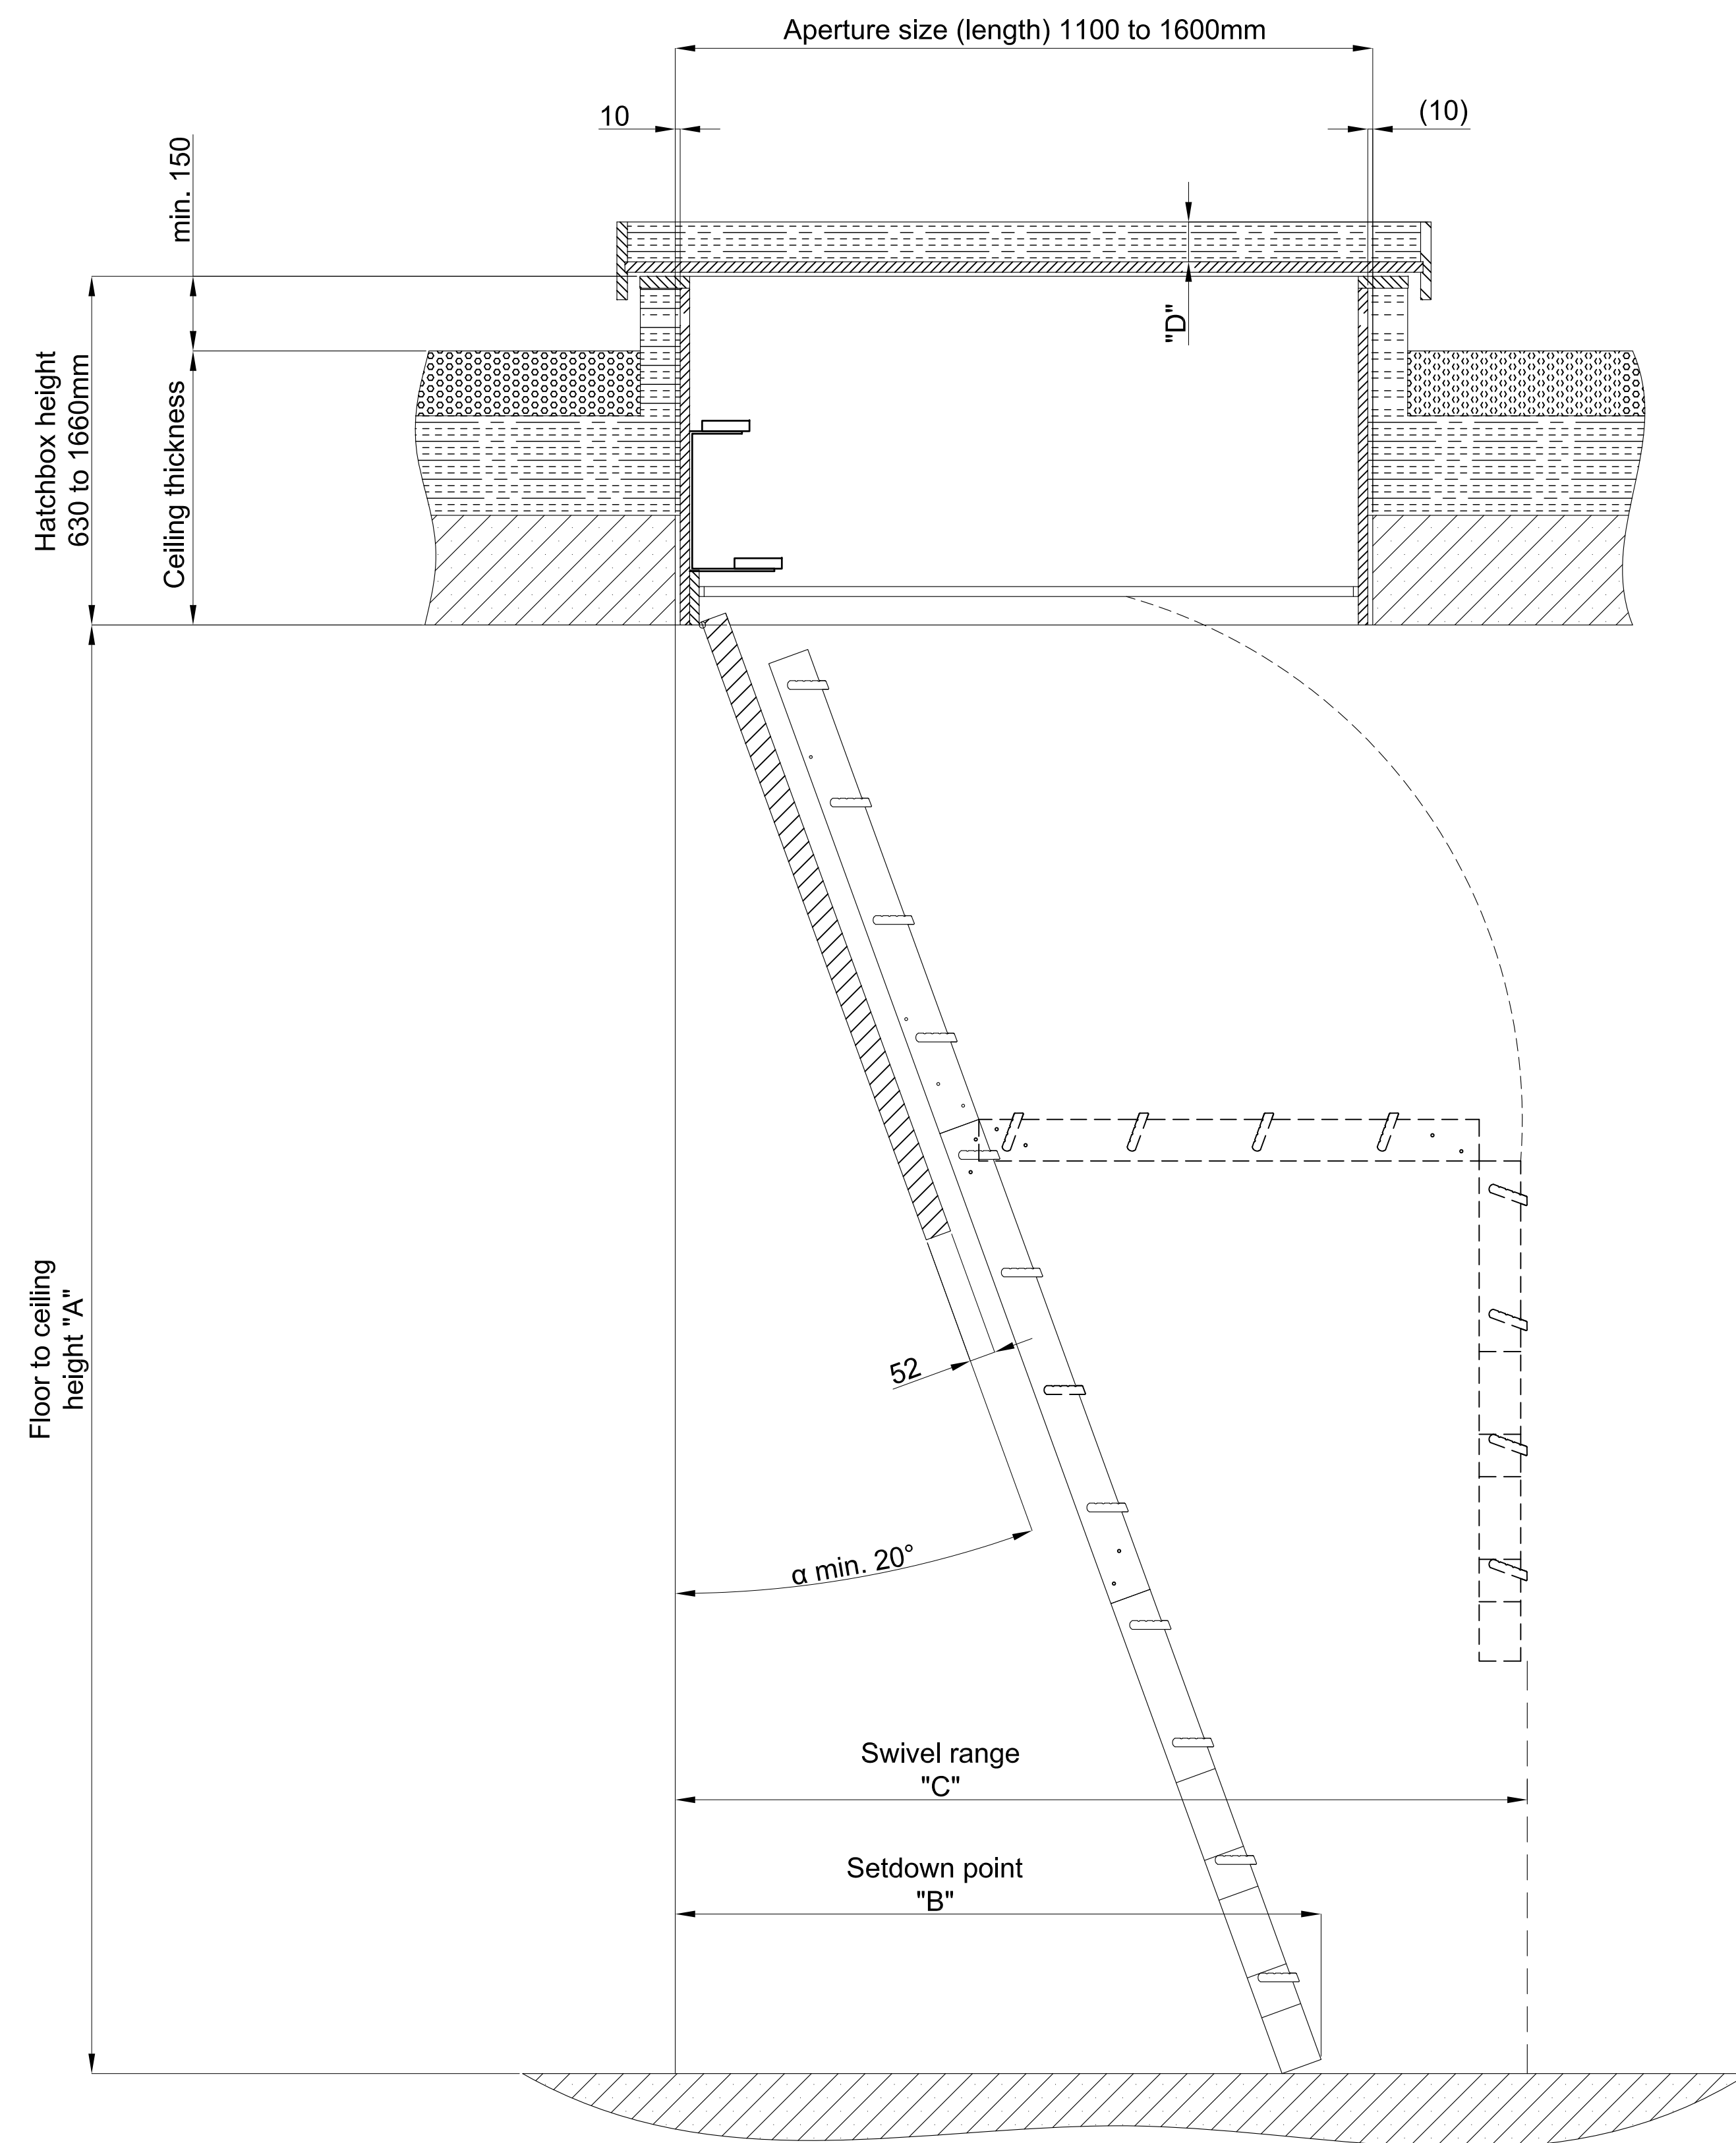 Aperture size (length) 1100 to 1600mm
10
(10)
min. 150
"D"
Hatchbox height
630 to 1660mm
Ceiling thickness
Floor to ceiling
height "A"
52
α min. 20°
Swivel range
"C"
Setdown point
"B"